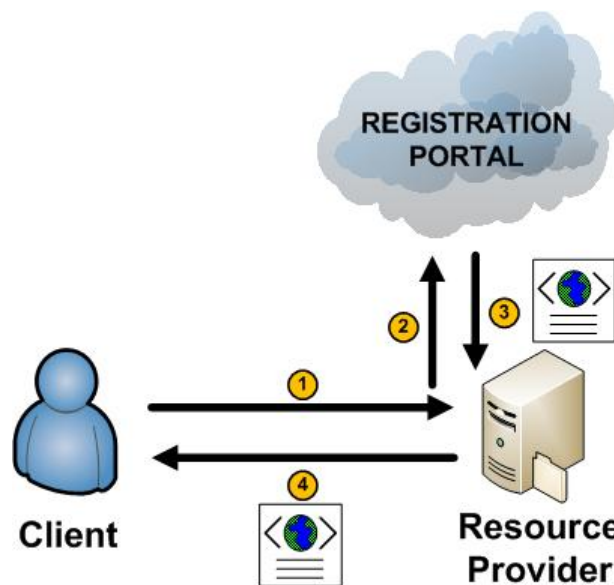 REGISTRATION
PORTAL
2
3
1
4
Client
Resource
Provider